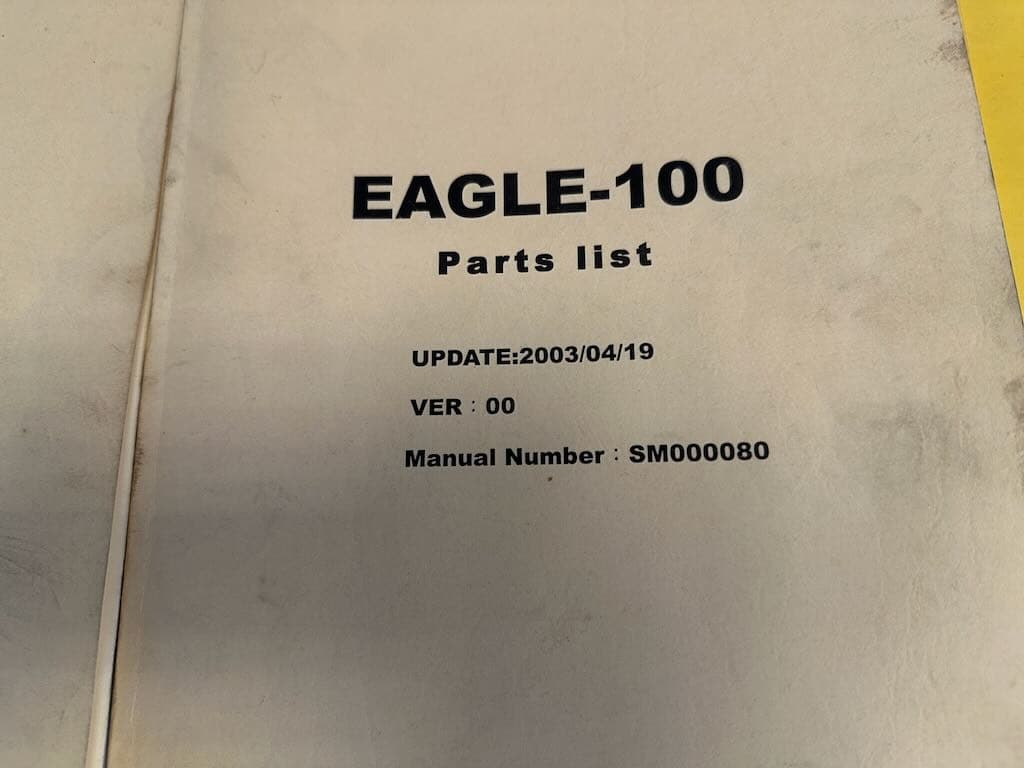 EAGLE-100
Parts list
UPDATE:2003/04/19
VER：00
Manual Number：SM000080